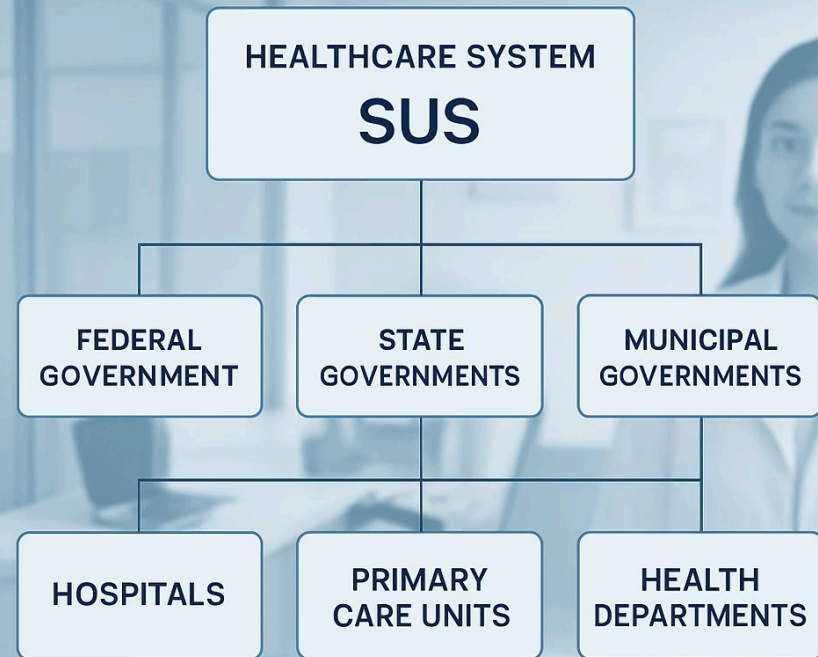 HEALTHCARE SYSTEM
SUS
FEDERAL
GOVERNMENT
STATE
GOVERNMENTS
MUNICIPAL
GOVERNMENTS
HOSPITALS
PRIMARY
CARE UNITS
HEALTH
DEPARTMENTS